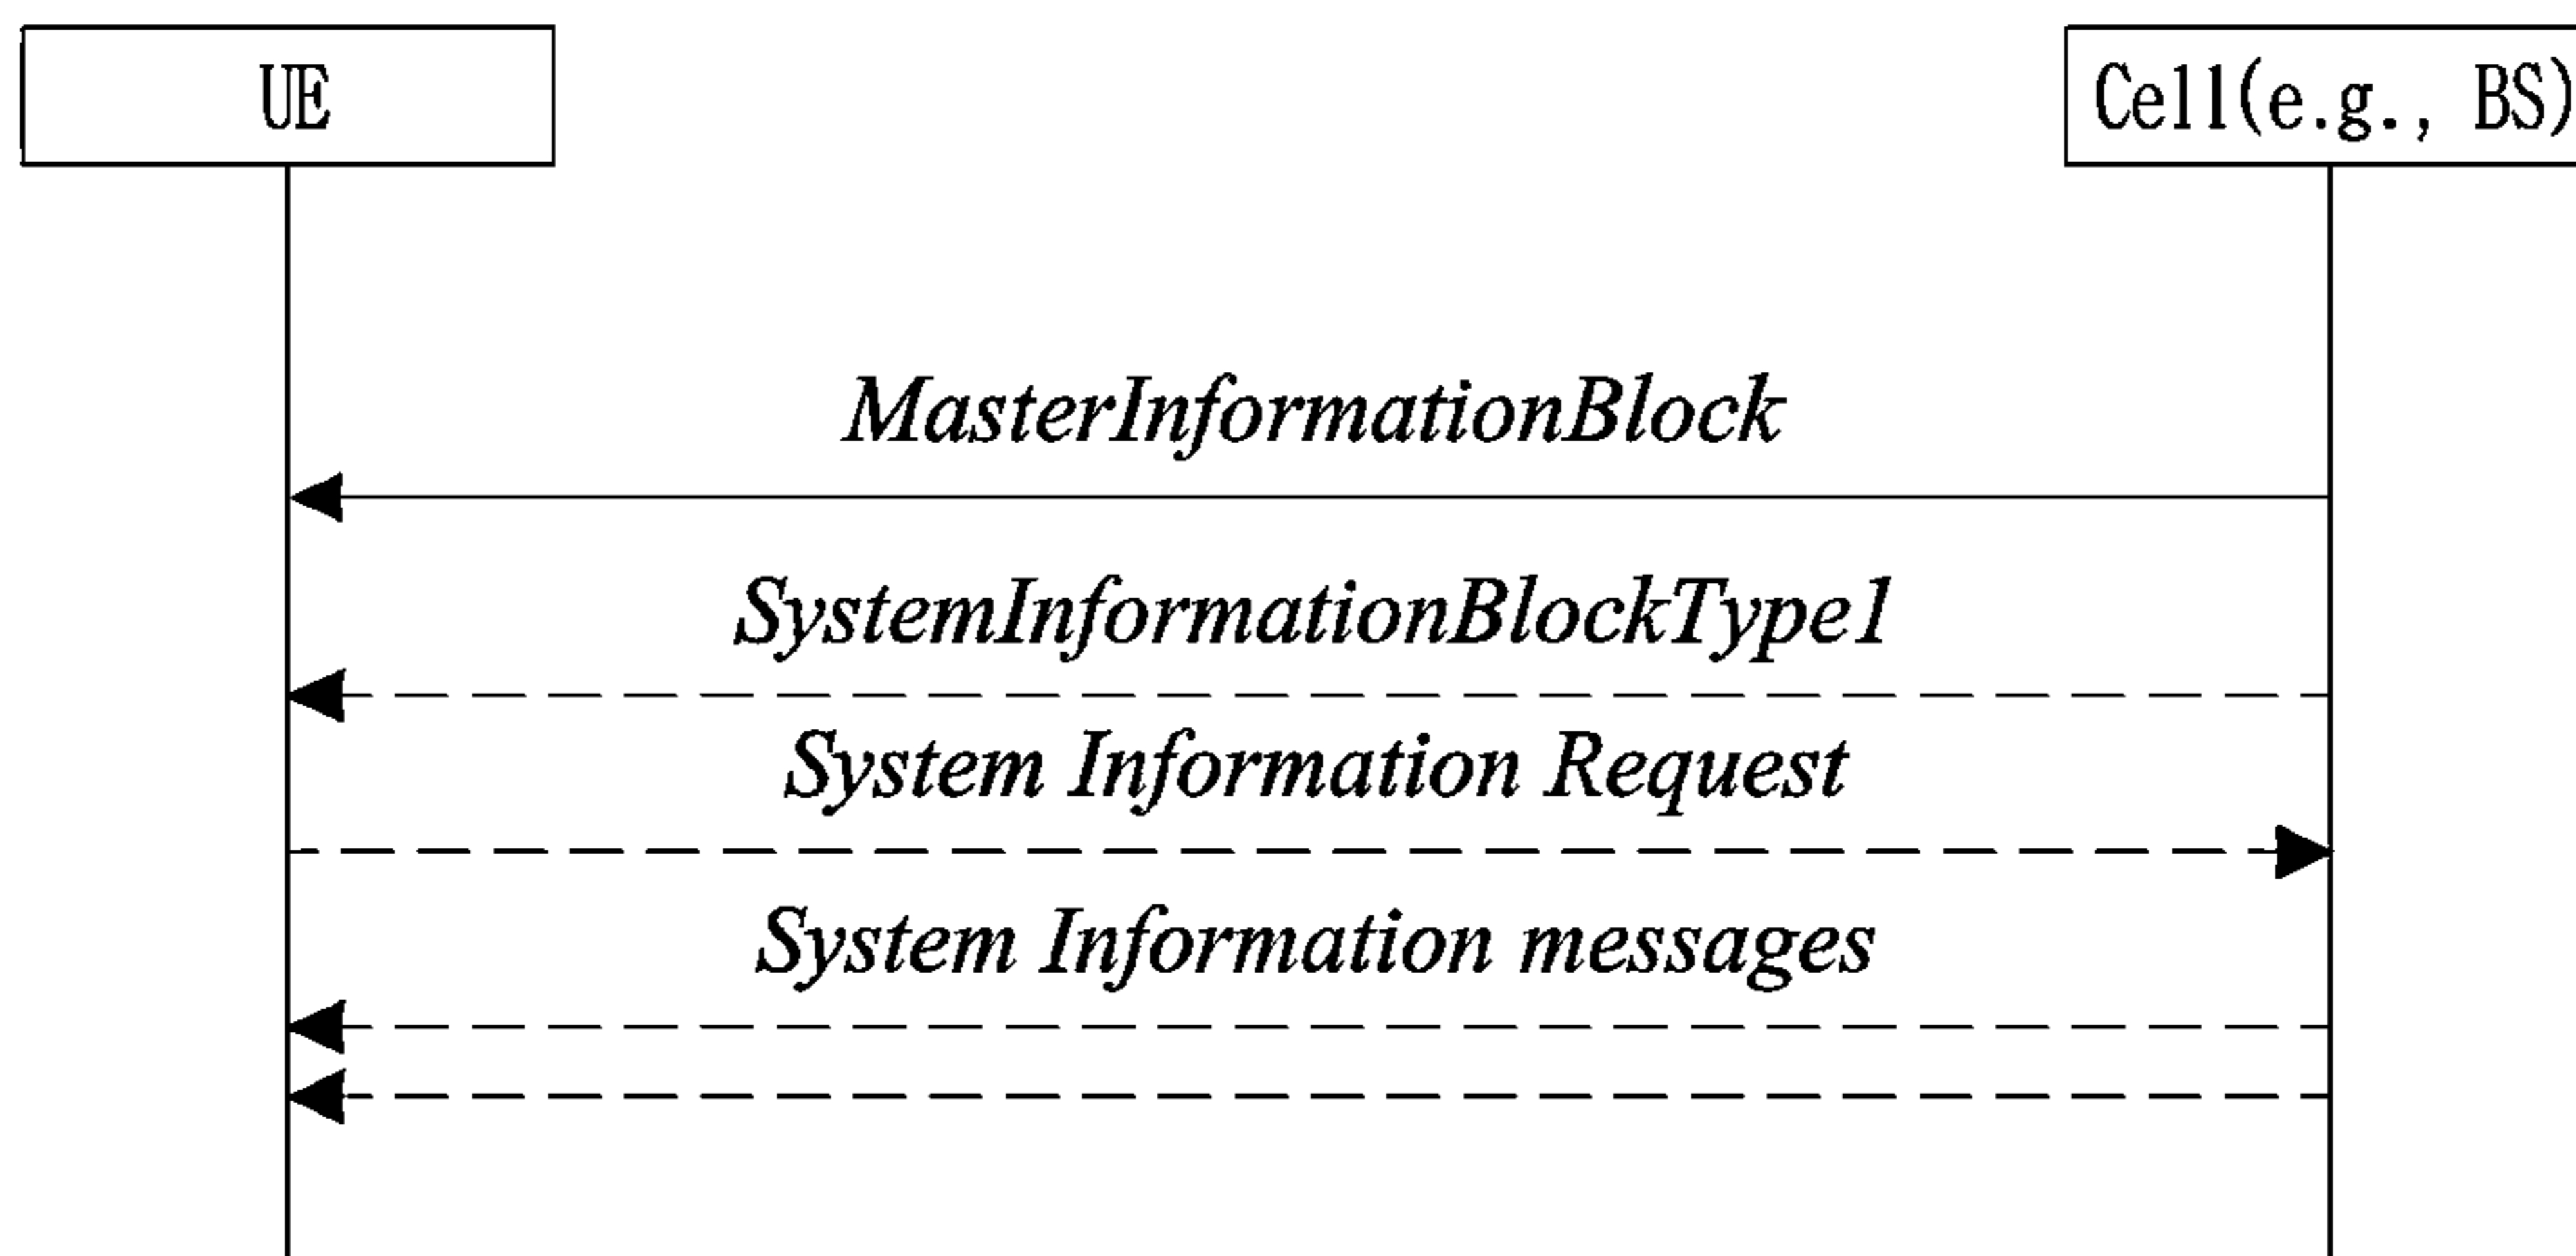 UE
Cell(e.g., BS)
MasterInformationBlock
SystemInformationBlockType1
System Information Request
System Information messages